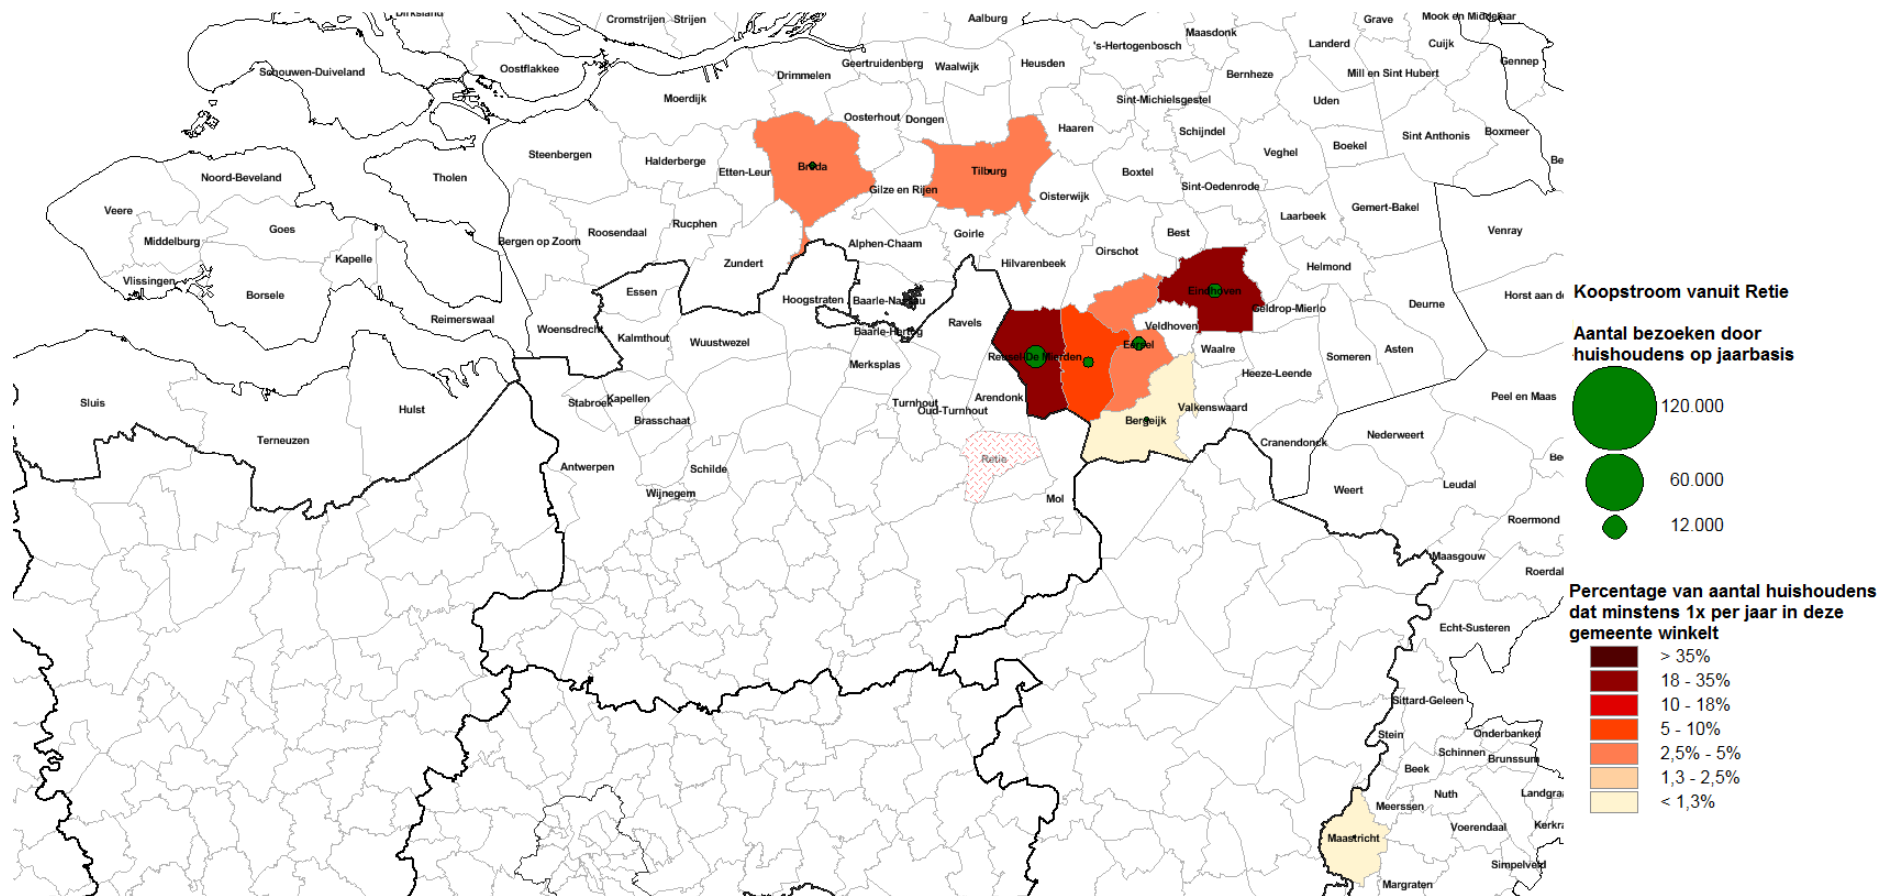 Dirksland
Cromstrijen
Strijen
Aalburg
Grave
Mook en Middelaar
Maasdonk
's-Hertogenbosch
Landerd
Cuijk
Schouwen-Duiveland
Oostflakkee
Drimmelen
Geertruidenberg
Waalwijk
Heusden
Bernheze
Mill en Sint Hubert
Gennep
Moerdijk
Sint-Michielsgestel
Uden
Oosterhout
Dongen
Haaren
Schijndel
Sint Anthonis
Boxmeer
Steenbergen
Halderberge
Etten-Leur
Breda
Tilburg
Boxtel
Veghel
Boekel
Be
Noord-Beveland
Tholen
Gilze en Rijen
Oisterwijk
Sint-Oedenrode
Veere
Goes
Roosendaal
Rucphen
Laarbeek
Gemert-Bakel
Middelburg
Bergen op Zoom
Alphen-Chaam
Goirle
Best
Venray
Kapelle
Zundert
Hilvarenbeek
Oirschot
Helmond
Vlissingen
Borsele
Essen
Hoogstraten
Baarle-Nassau
Eindhoven
Geldrop-Mierlo
Deurne
Horst aan de
Reimerswaal
Woensdrecht
Kalmthout
Wuustwezel
Baarle-Hertog
Ravels
Veldhoven
Reusel-De Mierden
Eersel
Waalre
Someren
Asten
Merksplas
Heeze-Leende
Sluis
Hulst
Stabroek
Kapellen
Brasschaat
Turnhout
Oud-Turnhout
Arendonk
Valkenswaard
Peel en Maas
Terneuzen
Bergeijk
Cranendonck
Nederweert
Antwerpen
Schilde
Retie
Be
Wijnegem
Mol
Weert
Leudal
Roermond
Maasgouw
Roerdal
Echt-Susteren
Sittard-Geleen
Stein
Onderbanken
Schinnen
Brunssum
Beek
Nuth
Landgraa
Meerssen
Voerendaal
Kerkra
Maastricht
Simpelveld
Margraten
Koopstroom vanuit Retie
Aantal bezoeken door
huishoudens op jaarbasis
120.000
60.000
12.000
Percentage van aantal huishoudens
dat minstens 1x per jaar in deze
gemeente winkelt
> 35%
18 - 35%
10 - 18%
5 - 10%
2,5% - 5%
1,3 - 2,5%
< 1,3%